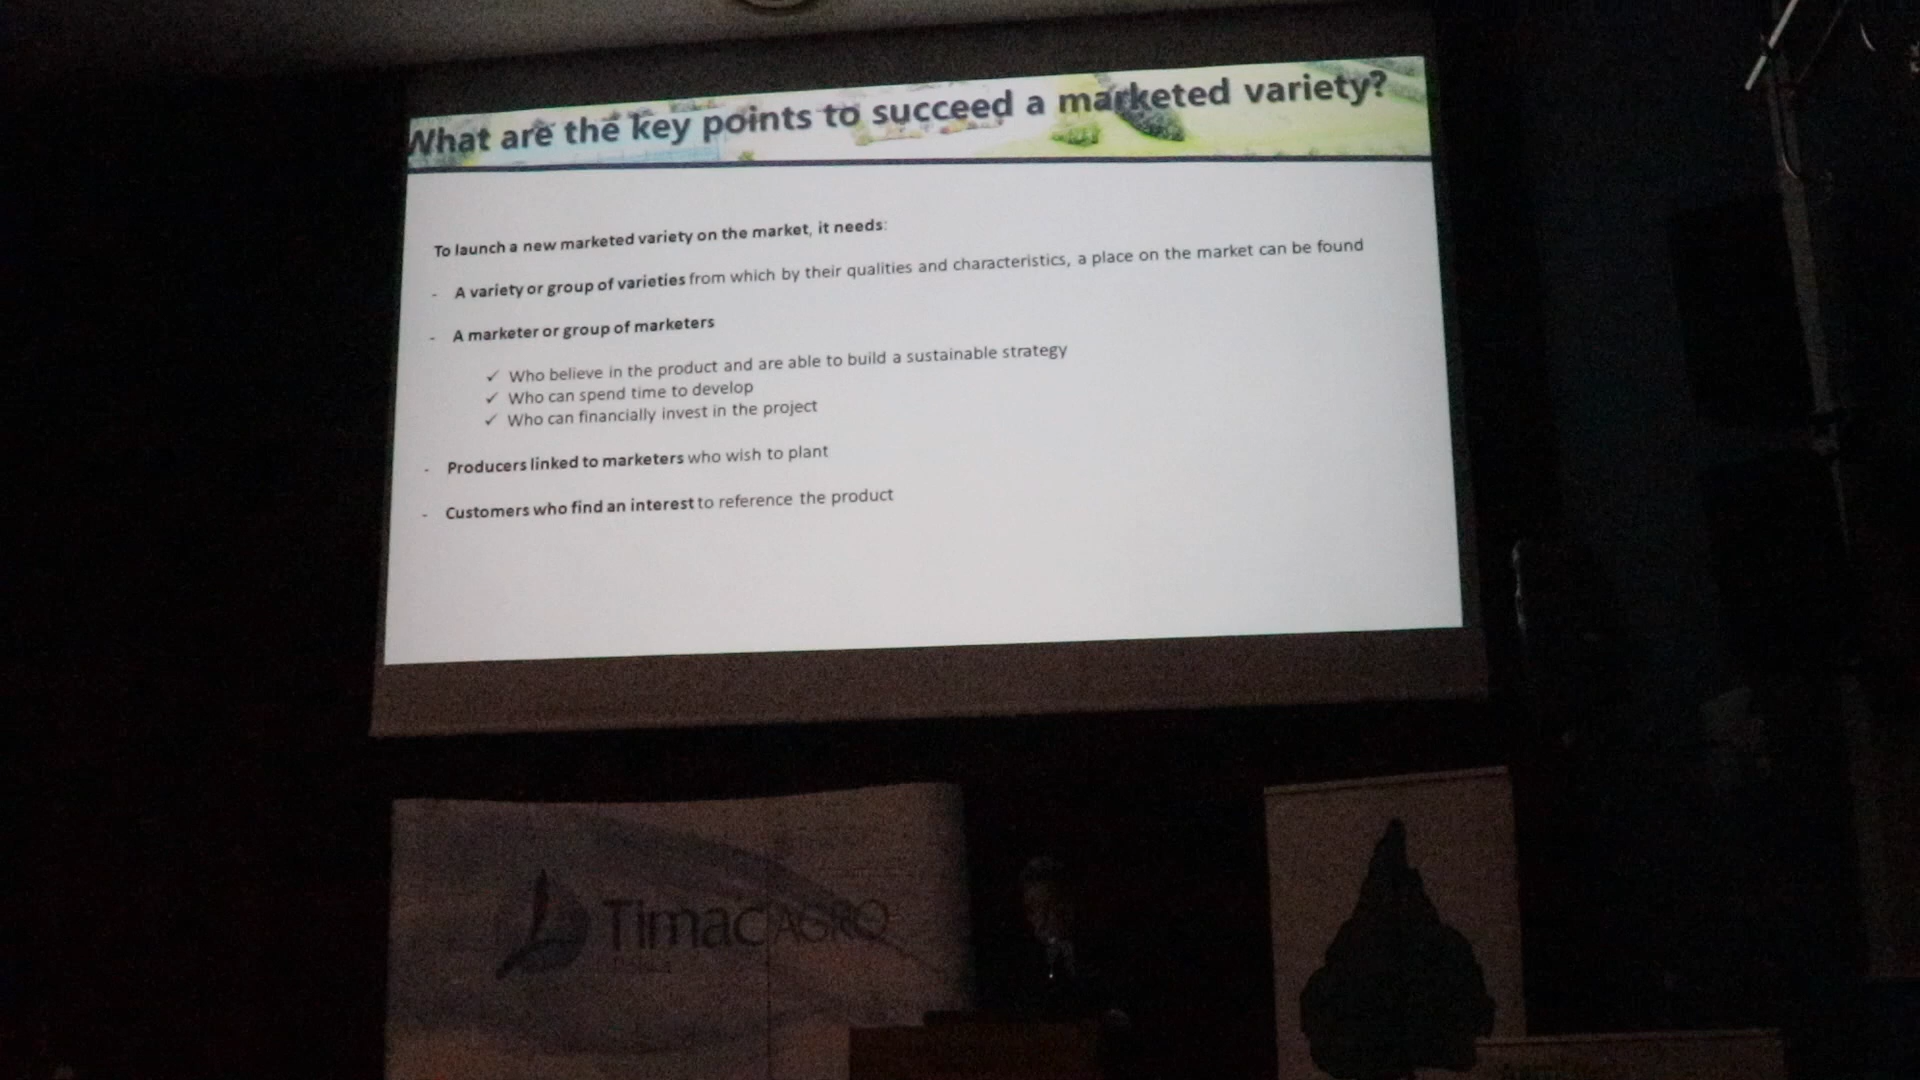 What are the key points to succeed a marketed variety?
To launch a new marketed variety on the market, it needs:
- A variety or group of varieties from which by their qualities and characteristics, a place on the market can be found
- A marketer or group of marketers
✓ Who believe in the product and are able to build a sustainable strategy
✓ Who can spend time to develop
✓ Who can financially invest in the project
- Producers linked to marketers who wish to plant
- Customers who find an interest to reference the product
Timac AGRO